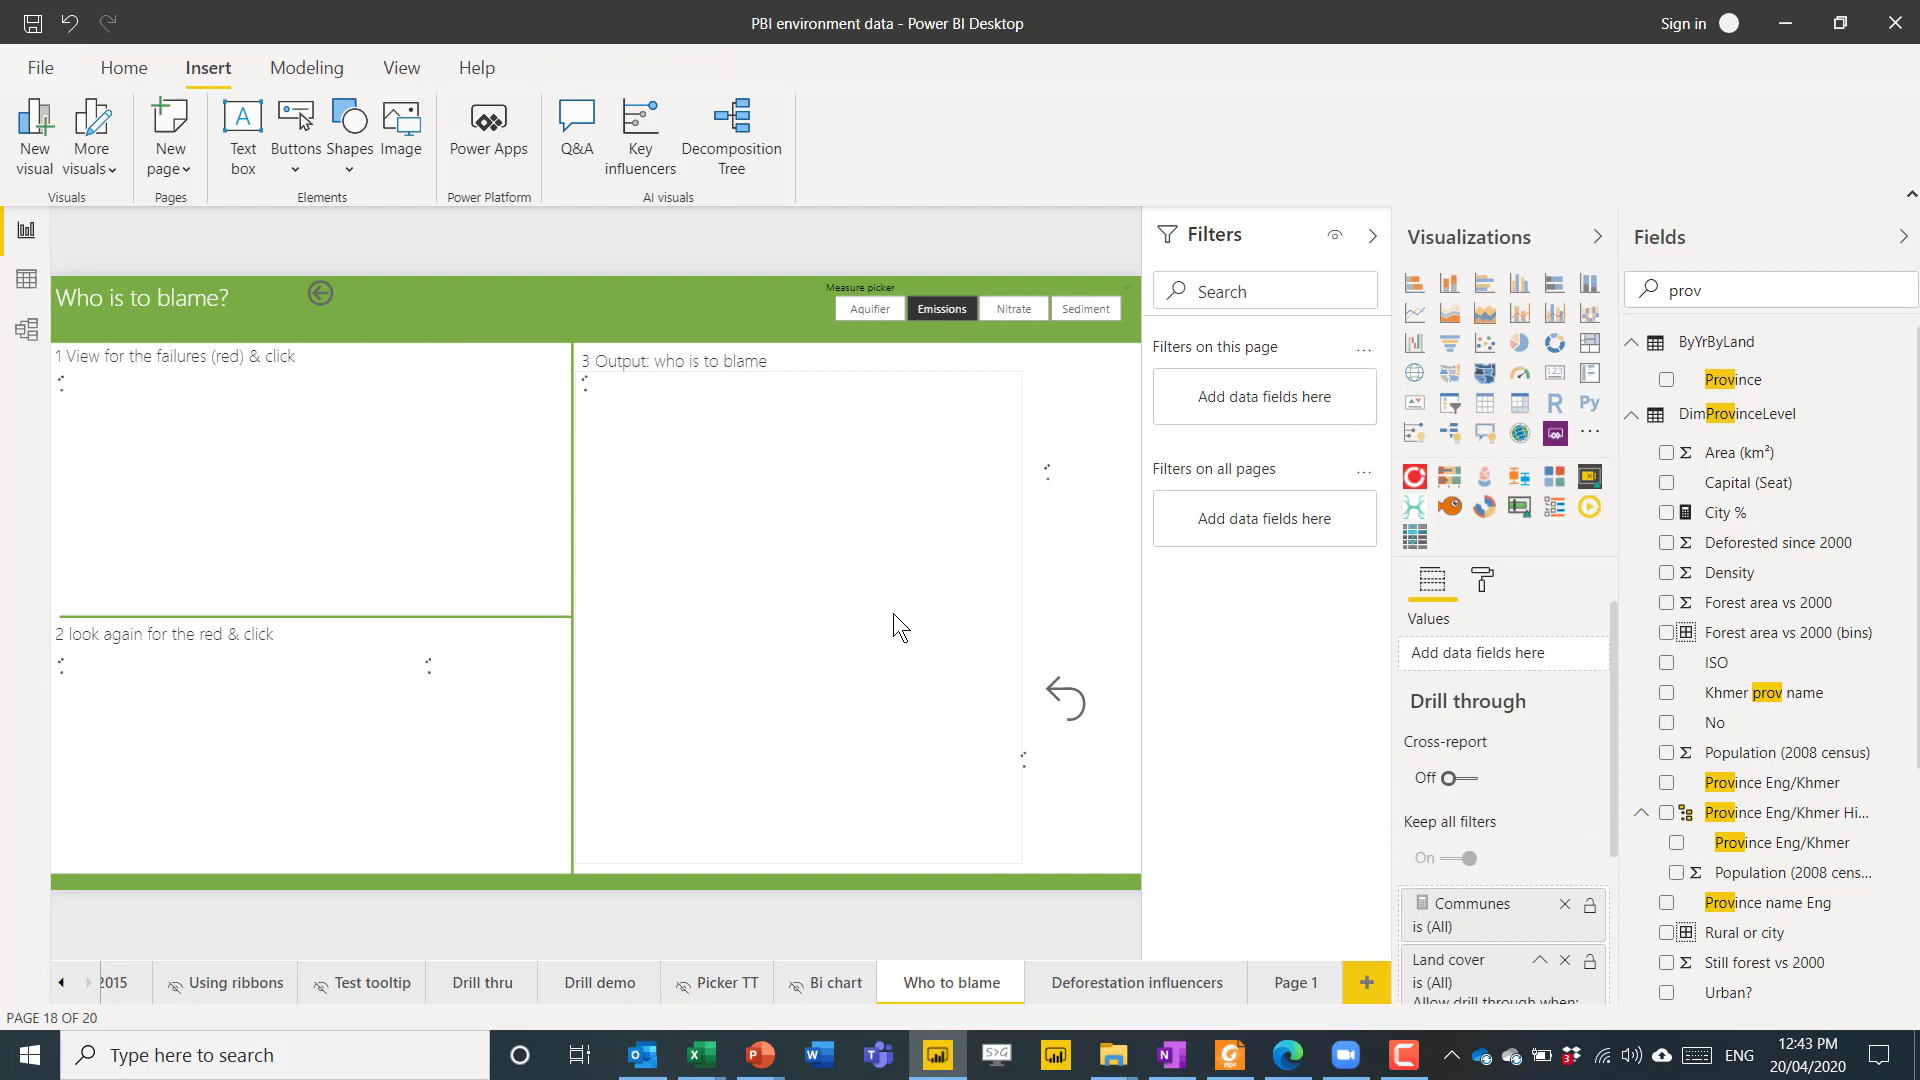 PBI environment data - Power BI Desktop
Sign in
File
Home
Insert
Modeling
View
Help
New visual
More visuals
New page
Text box
Buttons
Shapes
Image
Power Apps
Q&A
Key influencers
Decomposition Tree
Visuals
Pages
Elements
Power Platform
AI visuals
Who is to blame?
Measure picker
Aquifier
Emissions
Nitrate
Sediment
1 View for the failures (red) & click
3 Output: who is to blame
2 look again for the red & click
Filters
Search
Filters on this page
...
Add data fields here
Filters on all pages
...
Add data fields here
Visualizations
123
R
Py
Values
Add data fields here
Drill through
Cross-report
Off
Keep all filters
On
Communes
is (All)
Land cover
is (All)
Allow drill through when:
Fields
prov
ByYrByLand
Province
DimProvinceLevel
Area (km²)
Capital (Seat)
City %
Deforested since 2000
Density
Forest area vs 2000
Forest area vs 2000 (bins)
ISO
Khmer prov name
No
Population (2008 census)
Province Eng/Khmer
Province Eng/Khmer Hi...
Province Eng/Khmer
Population (2008 cens...
Province name Eng
Rural or city
Still forest vs 2000
Urban?
2015
Using ribbons
Test tooltip
Drill thru
Drill demo
Picker TT
Bi chart
Who to blame
Deforestation influencers
Page 1
PAGE 18 OF 20
Type here to search
S>G
PDF
3
ENG
12:43 PM
20/04/2020